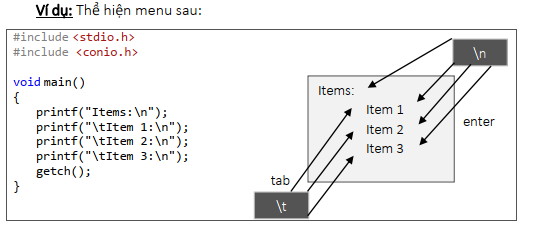 Ví dụ: Thể hiện menu sau:
#include <stdio.h>
#include <conio.h>
void main()
{
printf("Items:\n");
printf("\tItem 1:\n");
printf("\tItem 2:\n");
printf("\tItem 3:\n");
getch();
}
\n
Items:
Item 1
Item 2
Item 3
enter
tab
\t